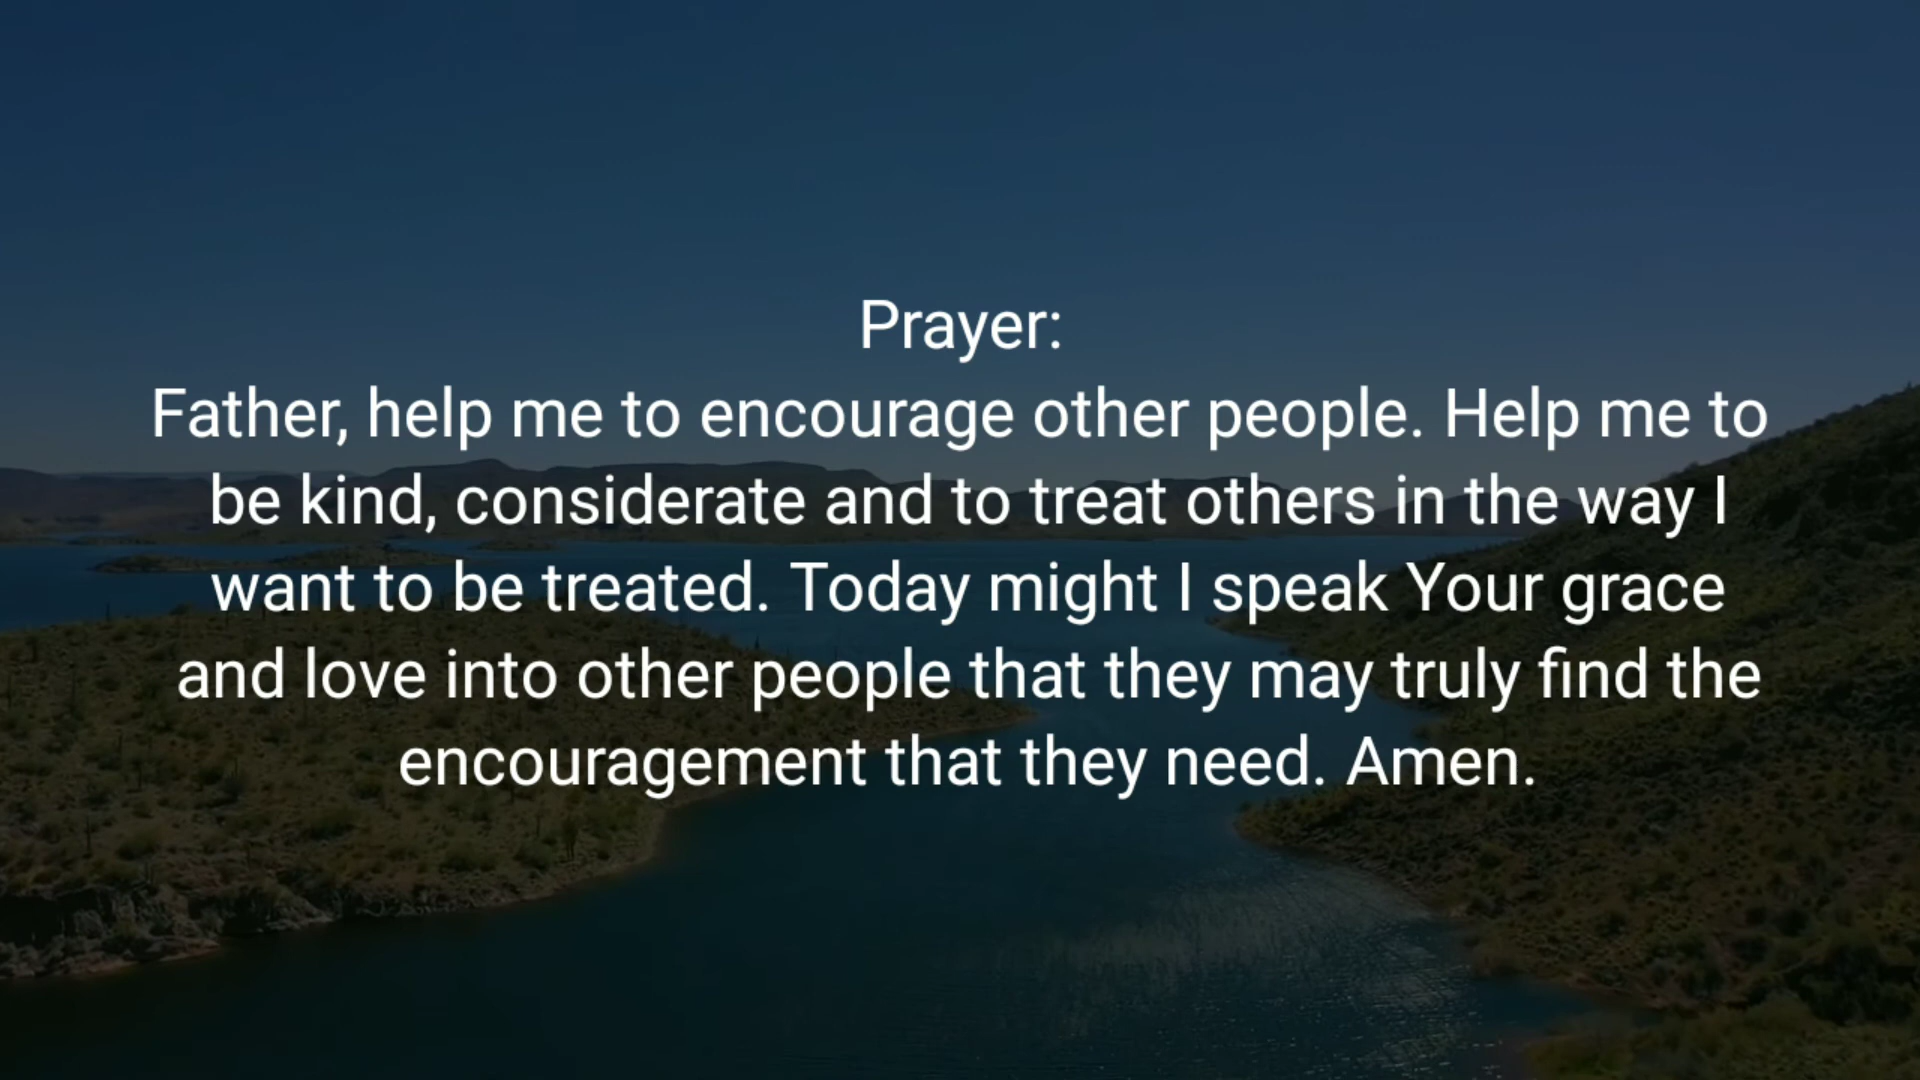 Prayer:
Father, help me to encourage other people. Help me to
be kind, considerate and to treat others in the way I
want to be treated. Today might I speak Your grace
and love into other people that they may truly find the
encouragement that they need. Amen.